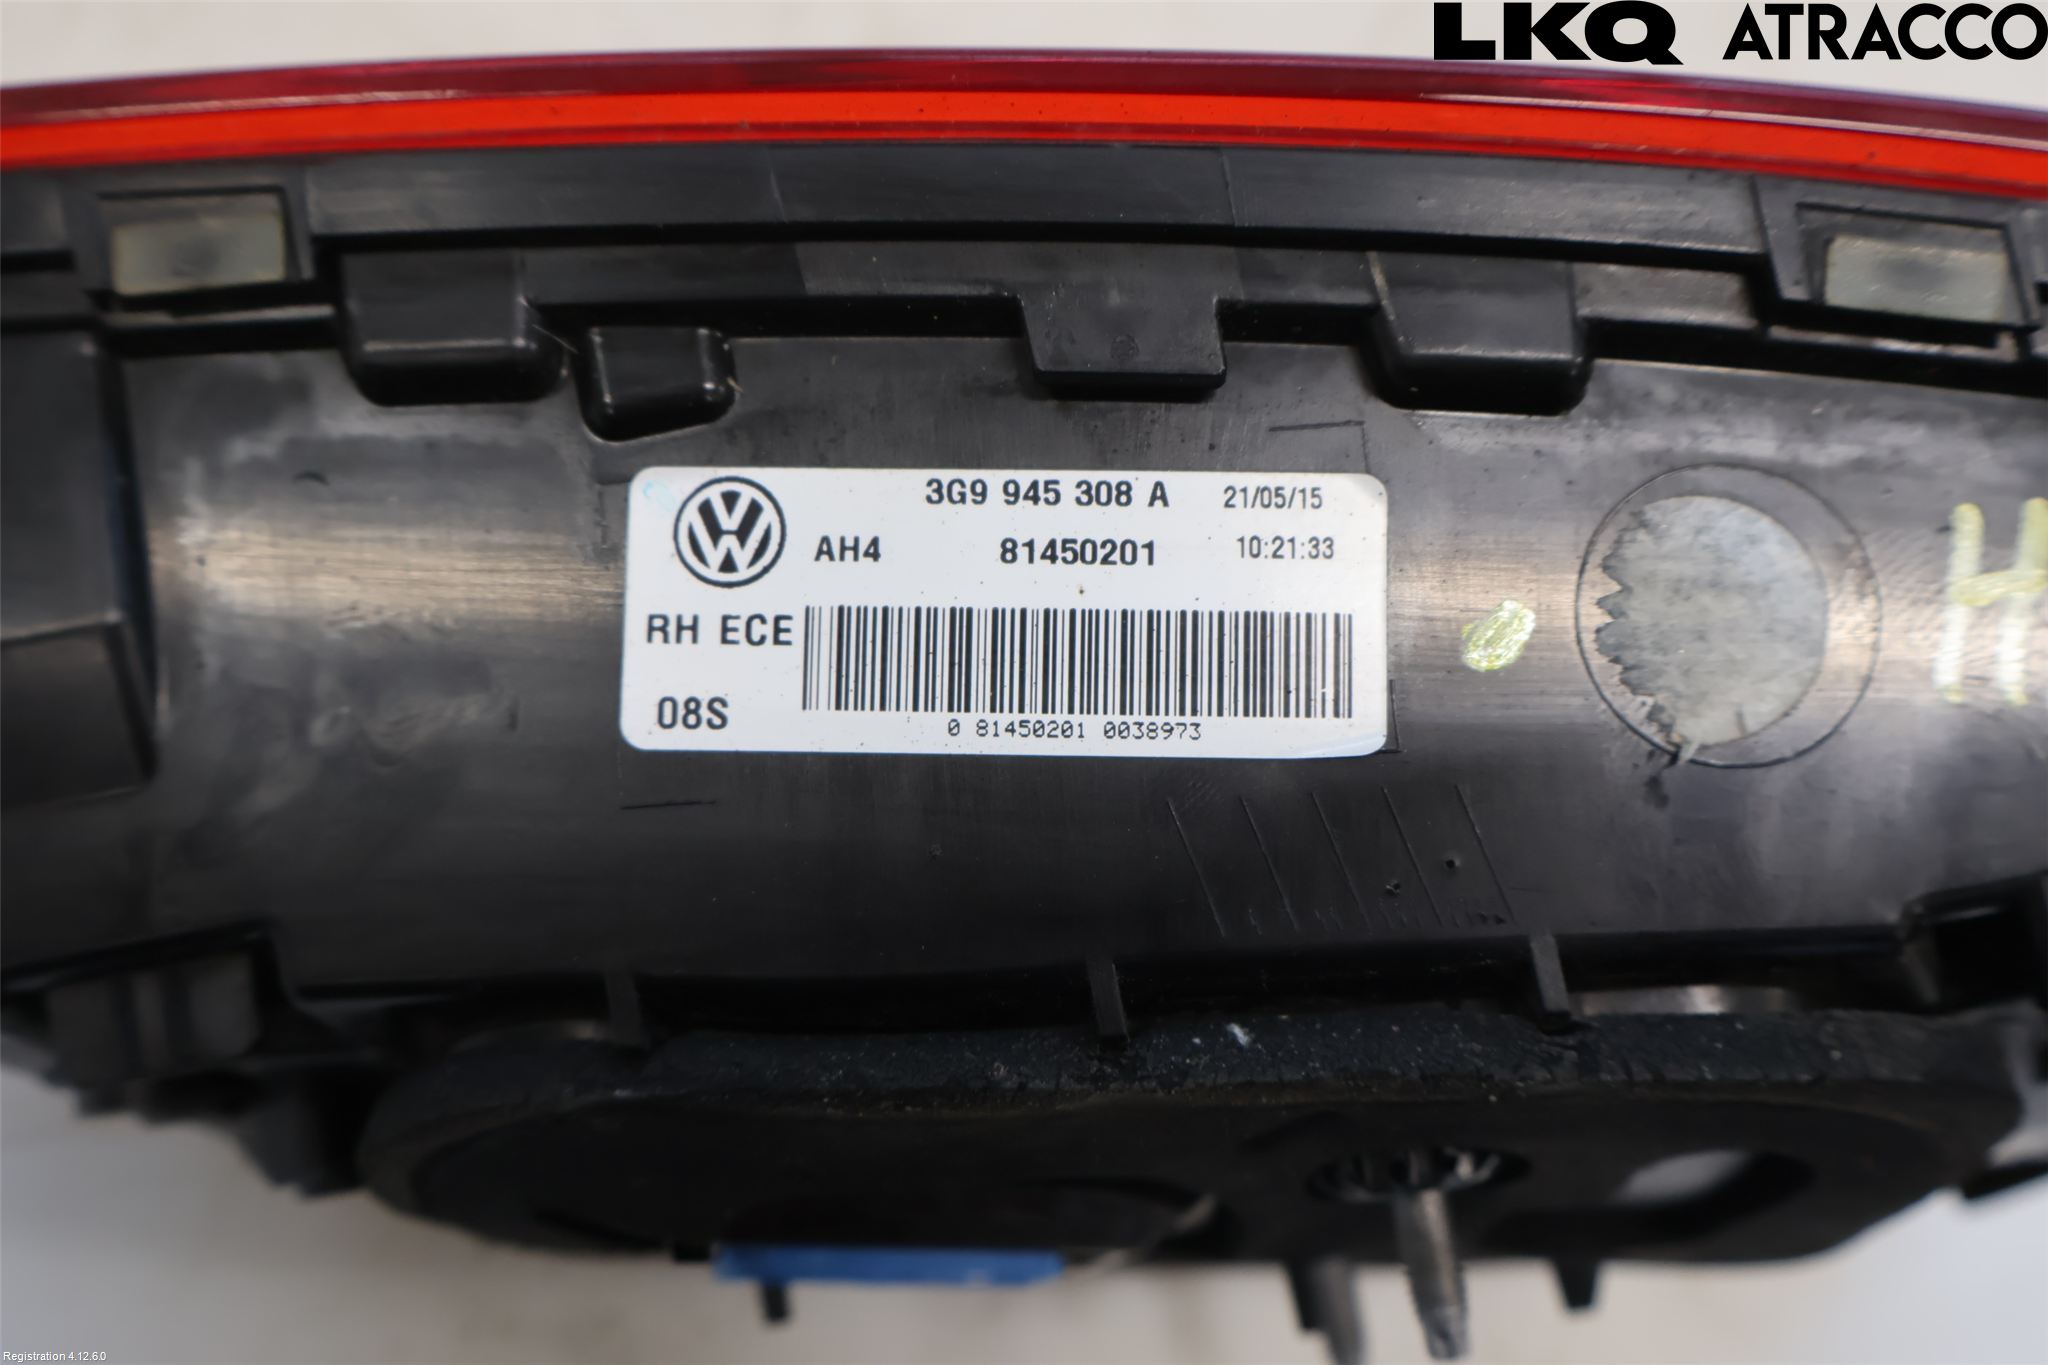 LKQ ATRACCO
3G9 945 308 A 21/05/15
AH4 81450201 10:21:33
RH ECE
08S
0 81450201 0038973
H
Registration 4.12.6.0